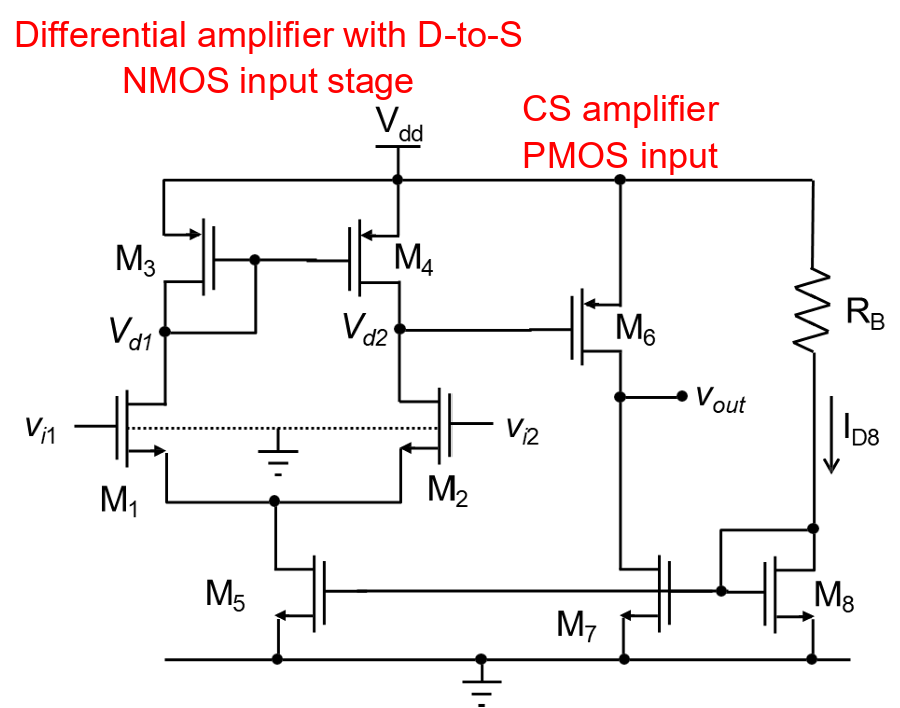 Differential amplifier with D-to-S
NMOS input stage
CS amplifier
PMOS input
Vdd
M3
M4
Vd1
Vd2
M6
RB
vout
ID8
vi1
vi2
M1
M2
M5
M7
M8